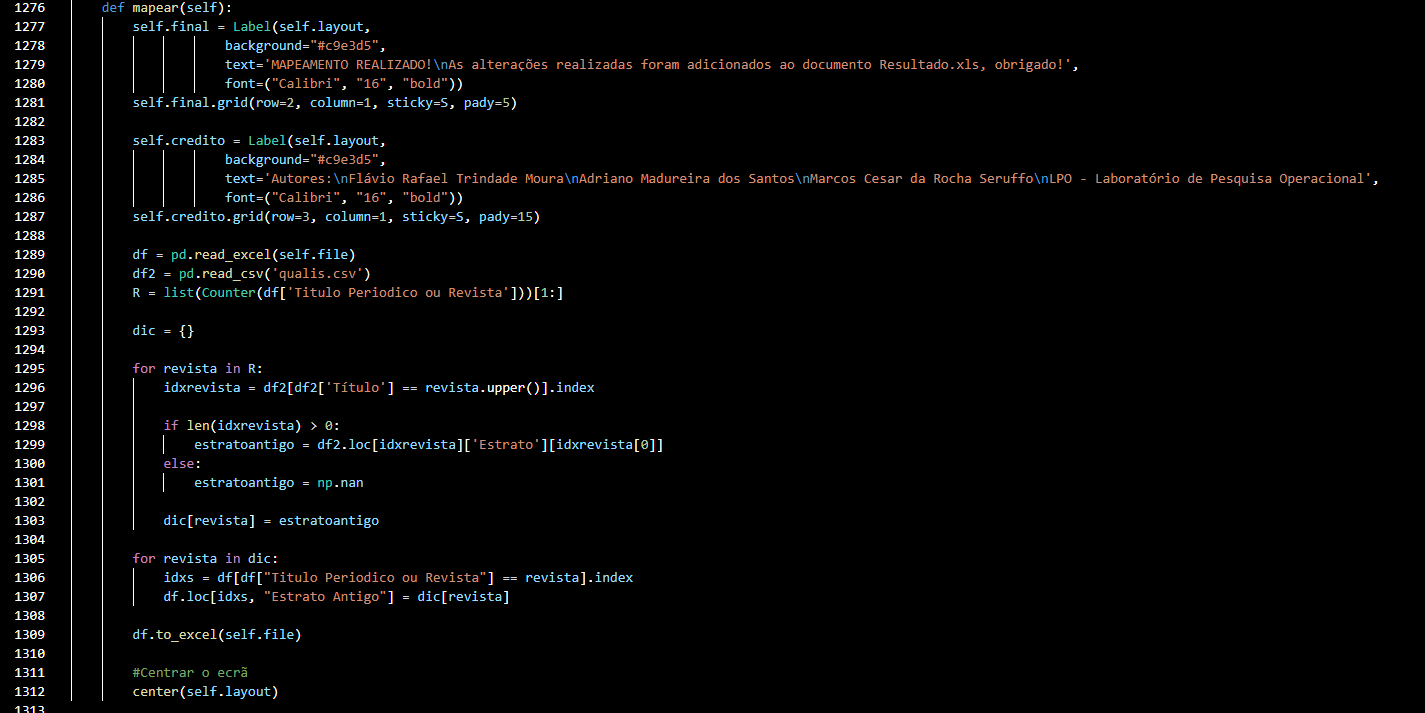 1276 def mapear(self):
1277 self.final = Label(self.layout,
1278 background="#c9e3d5",
1279 text='MAPEAMENTO REALIZADO!\nAs alterações realizadas foram adicionados ao documento Resultado.xls, obrigado!',
1280 font=("Calibri", "16", "bold"))
1281 self.final.grid(row=2, column=1, sticky=S, pady=5)
1282
1283 self.credito = Label(self.layout,
1284 background="#c9e3d5",
1285 text='Autores:\nFlávio Rafael Trindade Moura\nAdriano Madureira dos Santos\nMarcos Cesar da Rocha Seruffo\nLPO - Laboratório de Pesquisa Operacional',
1286 font=("Calibri", "16", "bold"))
1287 self.credito.grid(row=3, column=1, sticky=S, pady=15)
1288
1289 df = pd.read_excel(self.file)
1290 df2 = pd.read_csv('qualis.csv')
1291 R = list(Counter(df['Titulo Periodico ou Revista']))[1:]
1292
1293 dic = {}
1294
1295 for revista in R:
1296 idxrevista = df2[df2['Título'] == revista.upper()].index
1297
1298 if len(idxrevista) > 0:
1299 estratoantigo = df2.loc[idxrevista]['Estrato'][idxrevista[0]]
1300 else:
1301 estratoantigo = np.nan
1302
1303 dic[revista] = estratoantigo
1304
1305 for revista in dic:
1306 idxs = df[df["Titulo Periodico ou Revista"] == revista].index
1307 df.loc[idxs, "Estrato Antigo"] = dic[revista]
1308
1309 df.to_excel(self.file)
1310
1311 #Centrar o ecrã
1312 center(self.layout)
1313